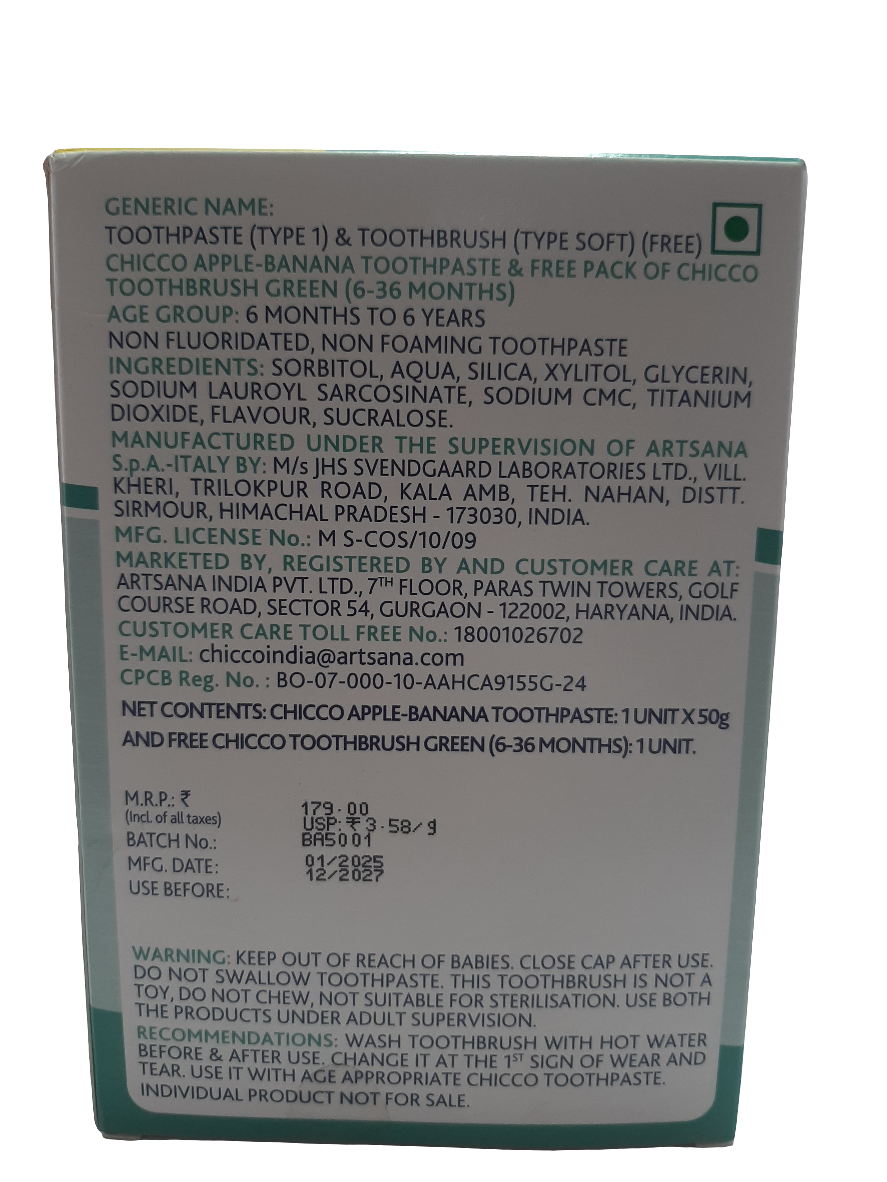 GENERIC NAME:
TOOTHPASTE (TYPE 1) & TOOTHBRUSH (TYPE SOFT) (FREE)
CHICCO APPLE-BANANA TOOTHPASTE & FREE PACK OF CHICCO
TOOTHBRUSH GREEN (6-36 MONTHS)
AGE GROUP: 6 MONTHS TO 6 YEARS
NON FLUORIDATED, NON FOAMING TOOTHPASTE
INGREDIENTS: SORBITOL, AQUA, SILICA, XYLITOL, GLYCERIN,
SODIUM LAUROYL SARCOSINATE, SODIUM CMC, TITANIUM
DIOXIDE, FLAVOUR, SUCRALOSE.
MANUFACTURED UNDER THE SUPERVISION OF ARTSANA
S.p.A.-ITALY BY: M/s JHS SVENDGAARD LABORATORIES LTD., VILL.
KHERI, TRILOKPUR ROAD, KALA AMB, TEH. NAHAN, DISTT.
SIRMOUR, HIMACHAL PRADESH - 173030, INDIA.
MFG. LICENSE No.: M S-COS/10/09
MARKETED BY, REGISTERED BY AND CUSTOMER CARE AT:
ARTSANA INDIA PVT. LTD., 7TH FLOOR, PARAS TWIN TOWERS, GOLF
COURSE ROAD, SECTOR 54, GURGAON - 122002, HARYANA, INDIA.
CUSTOMER CARE TOLL FREE No.: 18001026702
E-MAIL: chiccoindia@artsana.com
CPCB Reg. No. : BO-07-000-10-AAHCA9155G-24
NET CONTENTS: CHICCO APPLE-BANANA TOOTHPASTE: 1 UNIT X 50g
AND FREE CHICCO TOOTHBRUSH GREEN (6-36 MONTHS): 1 UNIT.
M.R.P.: ₹ 179.00
(Incl. of all taxes) USP: ₹ 3.58/g
BATCH No.: BA5001
MFG. DATE: 01/2025
USE BEFORE: 12/2027
WARNING: KEEP OUT OF REACH OF BABIES. CLOSE CAP AFTER USE.
DO NOT SWALLOW TOOTHPASTE. THIS TOOTHBRUSH IS NOT A
TOY, DO NOT CHEW, NOT SUITABLE FOR STERILISATION. USE BOTH
THE PRODUCTS UNDER ADULT SUPERVISION.
RECOMMENDATIONS: WASH TOOTHBRUSH WITH HOT WATER
BEFORE & AFTER USE. CHANGE IT AT THE 1ST SIGN OF WEAR AND
TEAR. USE IT WITH AGE APPROPRIATE CHICCO TOOTHPASTE.
INDIVIDUAL PRODUCT NOT FOR SALE.